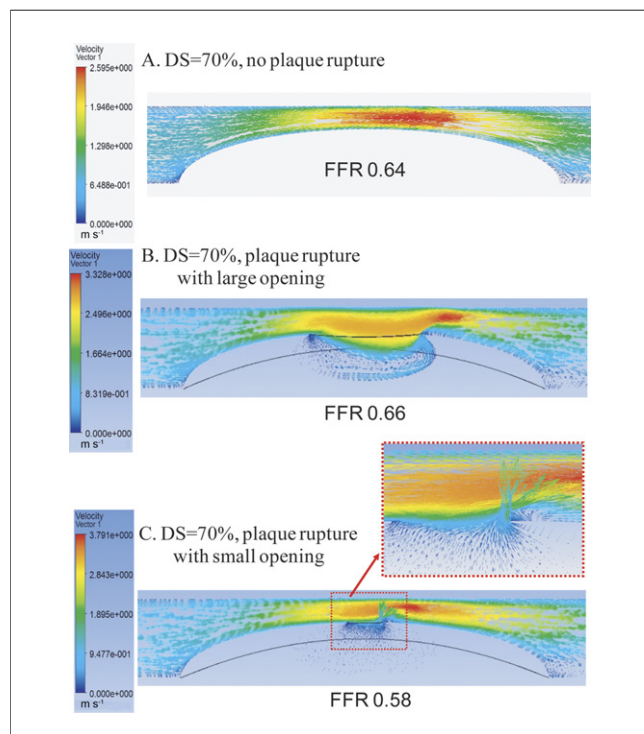 Velocity
Vector 1
2.595e+000
1.946e+000
1.298e+000
6.488e-001
0.000e+000
m s⁻¹
A. DS=70%, no plaque rupture
FFR 0.64
Velocity
Vector 1
3.328e+000
2.496e+000
1.664e+000
8.319e-001
0.000e+000
m s⁻¹
B. DS=70%, plaque rupture
with large opening
FFR 0.66
Velocity
Vector 1
3.791e+000
2.843e+000
1.895e+000
9.477e-001
0.000e+000
m s⁻¹
C. DS=70%, plaque rupture
with small opening
FFR 0.58